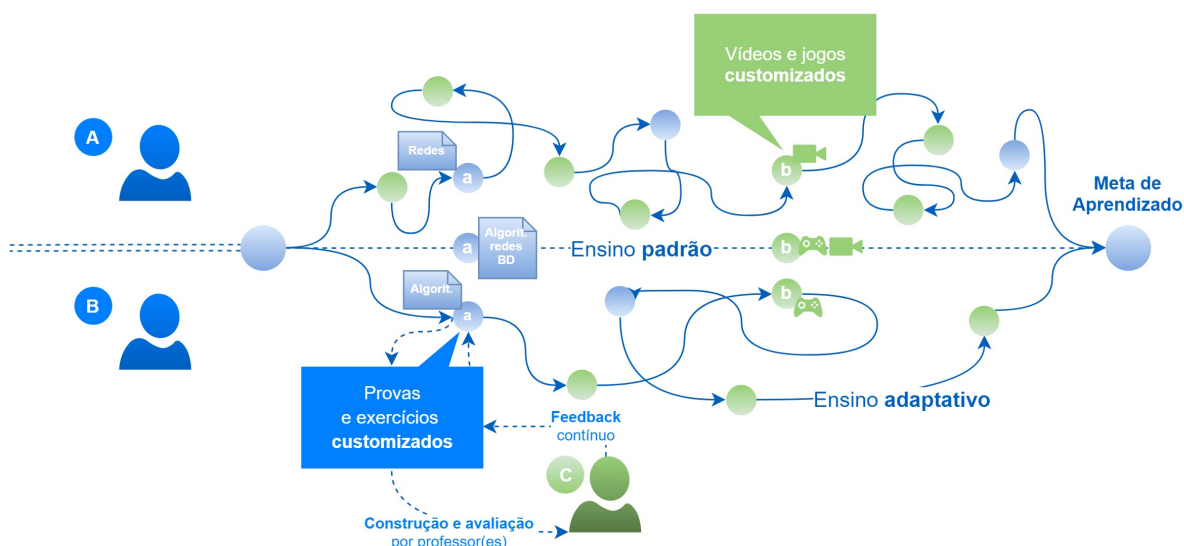 Vídeos e jogos
customizados
A
Redes
a
b
Meta de
Aprendizado
a
Algorit.
redes
BD
Ensino padrão
b
B
Algorit.
a
b
Provas
e exercícios
customizados
Ensino adaptativo
Feedback
contínuo
C
Construção e avaliação
por professor(es)